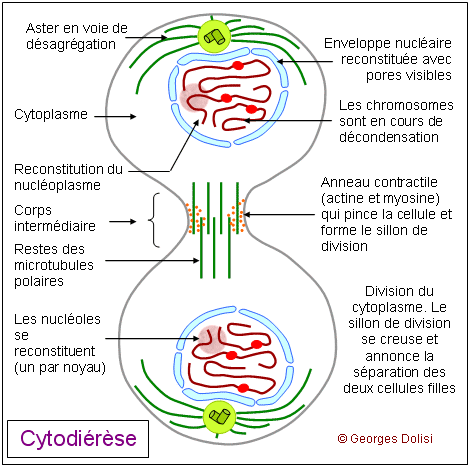 Aster en voie de
désagrégation
Enveloppe nucléaire
reconstituée avec
pores visibles
Cytoplasme
Les chromosomes
sont en cours de
décondensation
Reconstitution du
nucléoplasme
Anneau contractile
(actine et myosine) qui
pince la cellule et
forme le sillon de
division
Corps
intermédiaire
Restes des
microtubules
polaires
Division du
cytoplasme. Le
sillon de division
se creuse et
annonce la
séparation des
deux cellules filles
Les nucléoles
se
reconstituent
(un par noyau)
Cytodiérèse
© Georges Dolisi